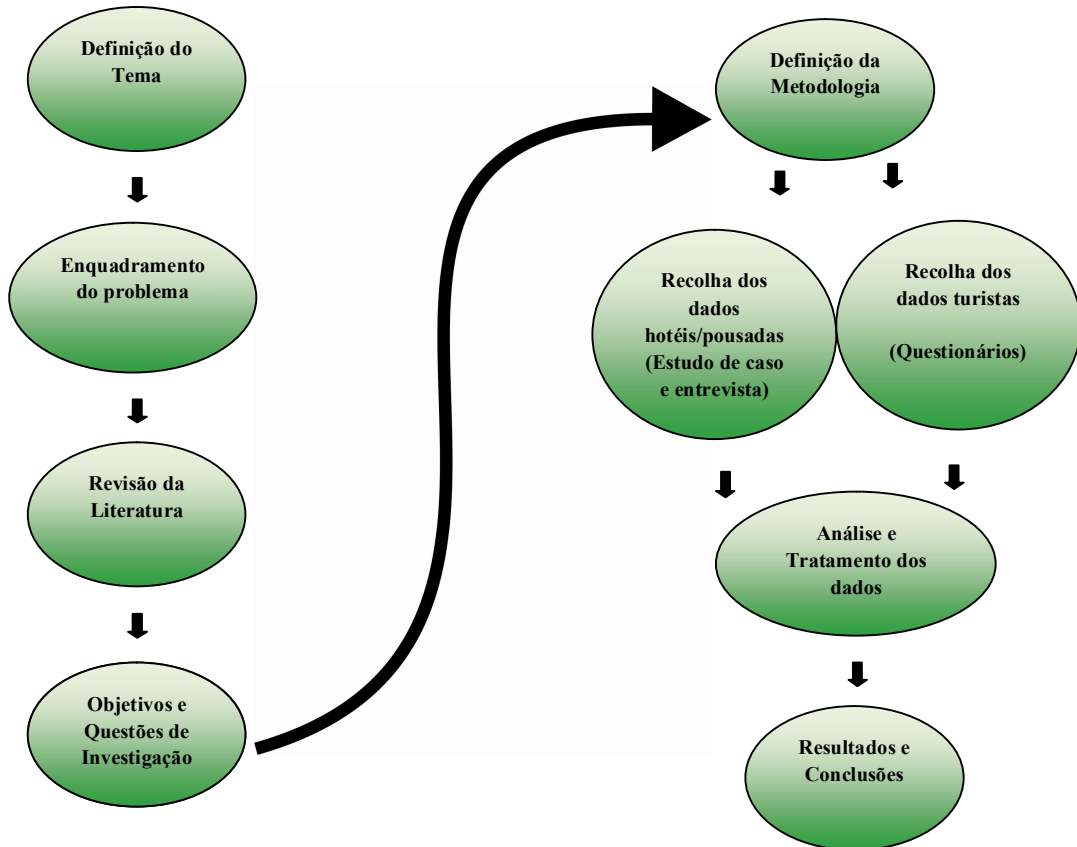 Definição do
Tema
Enquadramento
do problema
Revisão da
Literatura
Objetivos e
Questões de
Investigação
Definição da
Metodologia
Recolha dos
dados
hotéis/pousadas
(Estudo de caso
e entrevista)
Recolha dos
dados turistas
(Questionários)
Análise e
Tratamento dos
dados
Resultados e
Conclusões